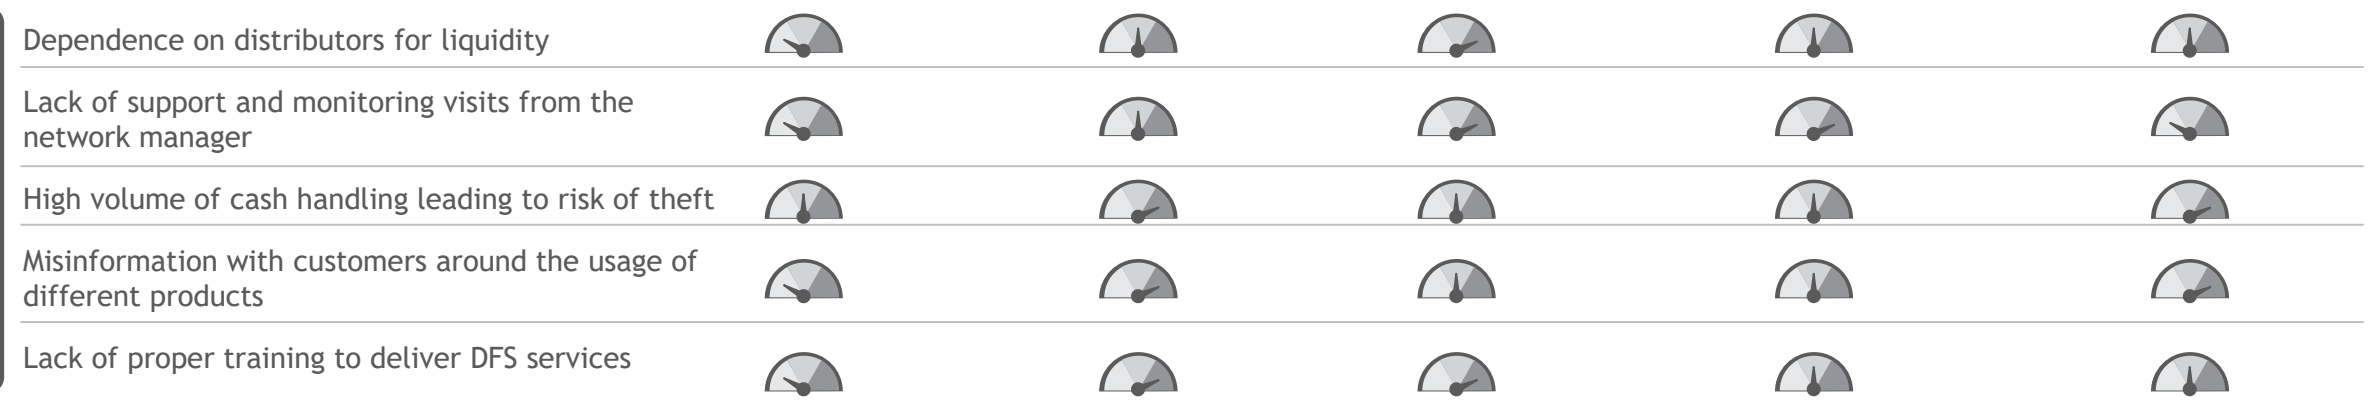 Dependence on distributors for liquidity
Lack of support and monitoring visits from the
network manager
High volume of cash handling leading to risk of theft
Misinformation with customers around the usage of
different products
Lack of proper training to deliver DFS services